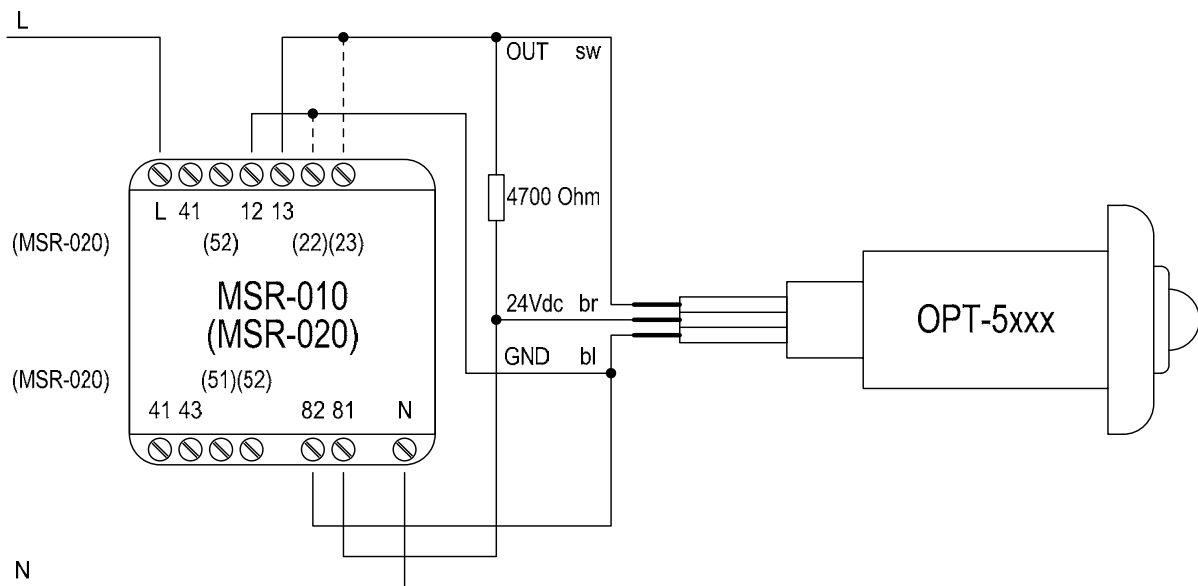 L
OUT sw
4700 Ohm
L 41 12 13
(MSR-020) (52) (22)(23)
MSR-010
(MSR-020)
24Vdc br
OPT-5xxx
GND bl
(MSR-020) (51)(52)
41 43 82 81 N
N